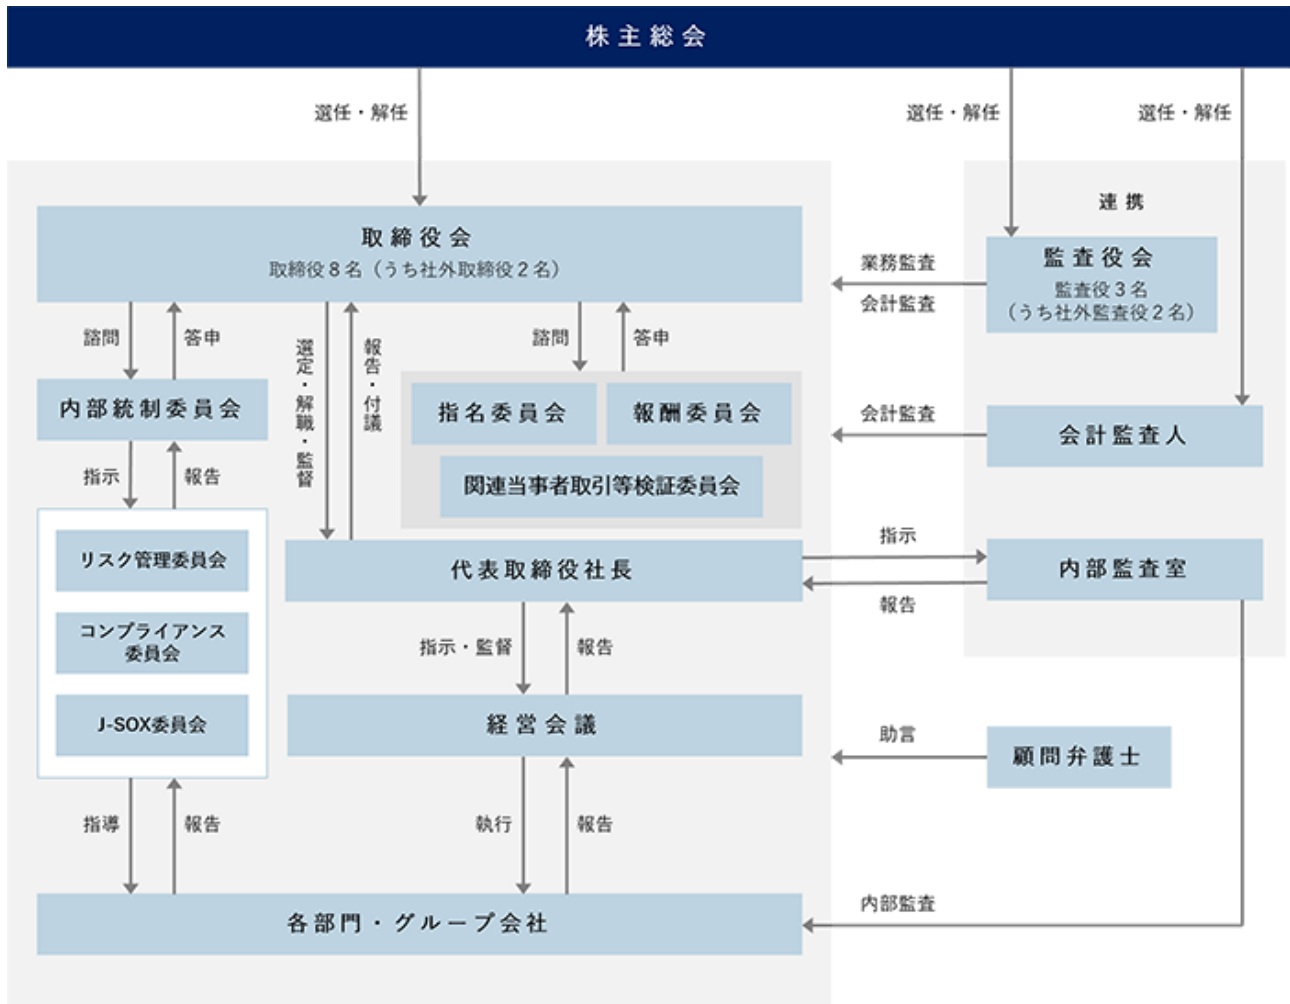 株主総会
選任・解任
選任・解任
選任・解任
連携
取締役会
取締役8名（うち社外取締役2名）
業務監査
会計監査
監査役会
監査役3名
（うち社外監査役2名）
諮問
答申
選定・解職・監督
報告・付議
諮問
答申
内部統制委員会
指名委員会
報酬委員会
関連当事者取引等検証委員会
会計監査
会計監査人
指示
報告
リスク管理委員会
コンプライアンス
委員会
J-SOX委員会
代表取締役社長
指示
報告
内部監査室
指示・監督
報告
経営会議
助言
顧問弁護士
指導
報告
執行
報告
内部監査
各部門・グループ会社